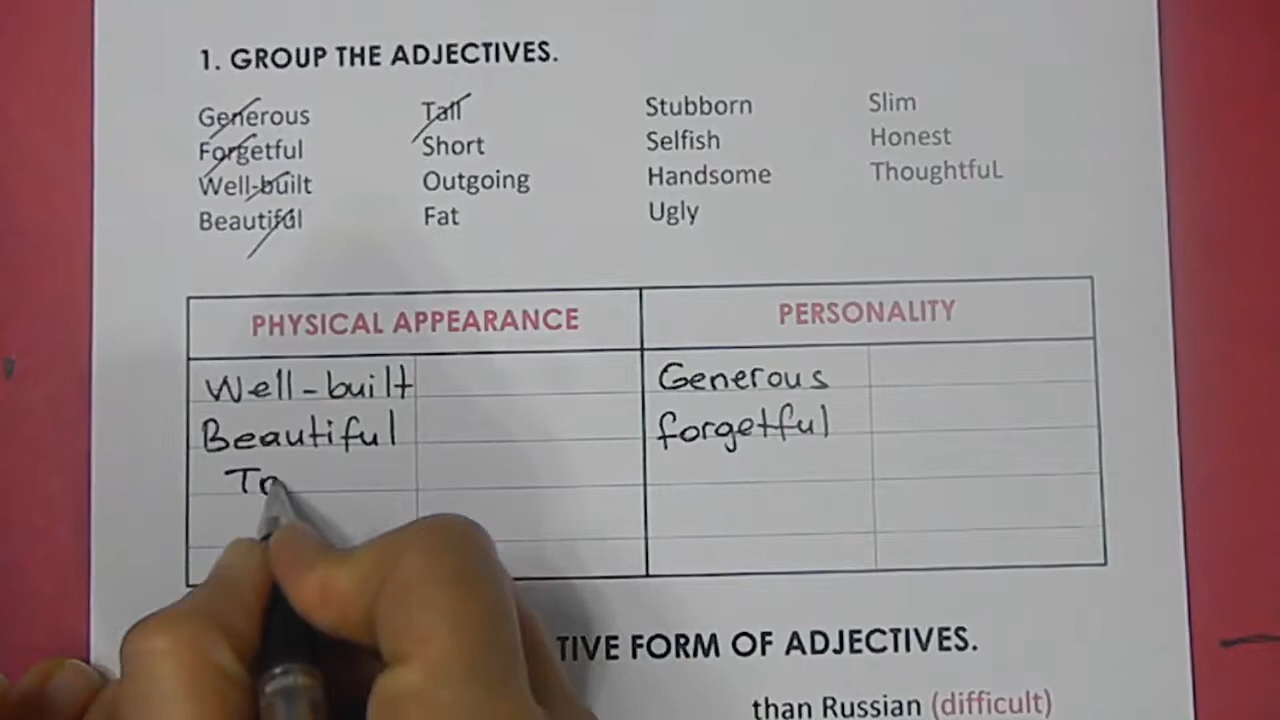 1. GROUP THE ADJECTIVES.
Generous Tall Stubborn Slim
Forgetful Short Selfish Honest
Well-built Outgoing Handsome ThoughtfuL
Beautiful Fat Ugly
PHYSICAL APPEARANCE PERSONALITY
Well-built Generous
Beautiful forgetful
Ta
TIVE FORM OF ADJECTIVES.
than Russian (difficult)